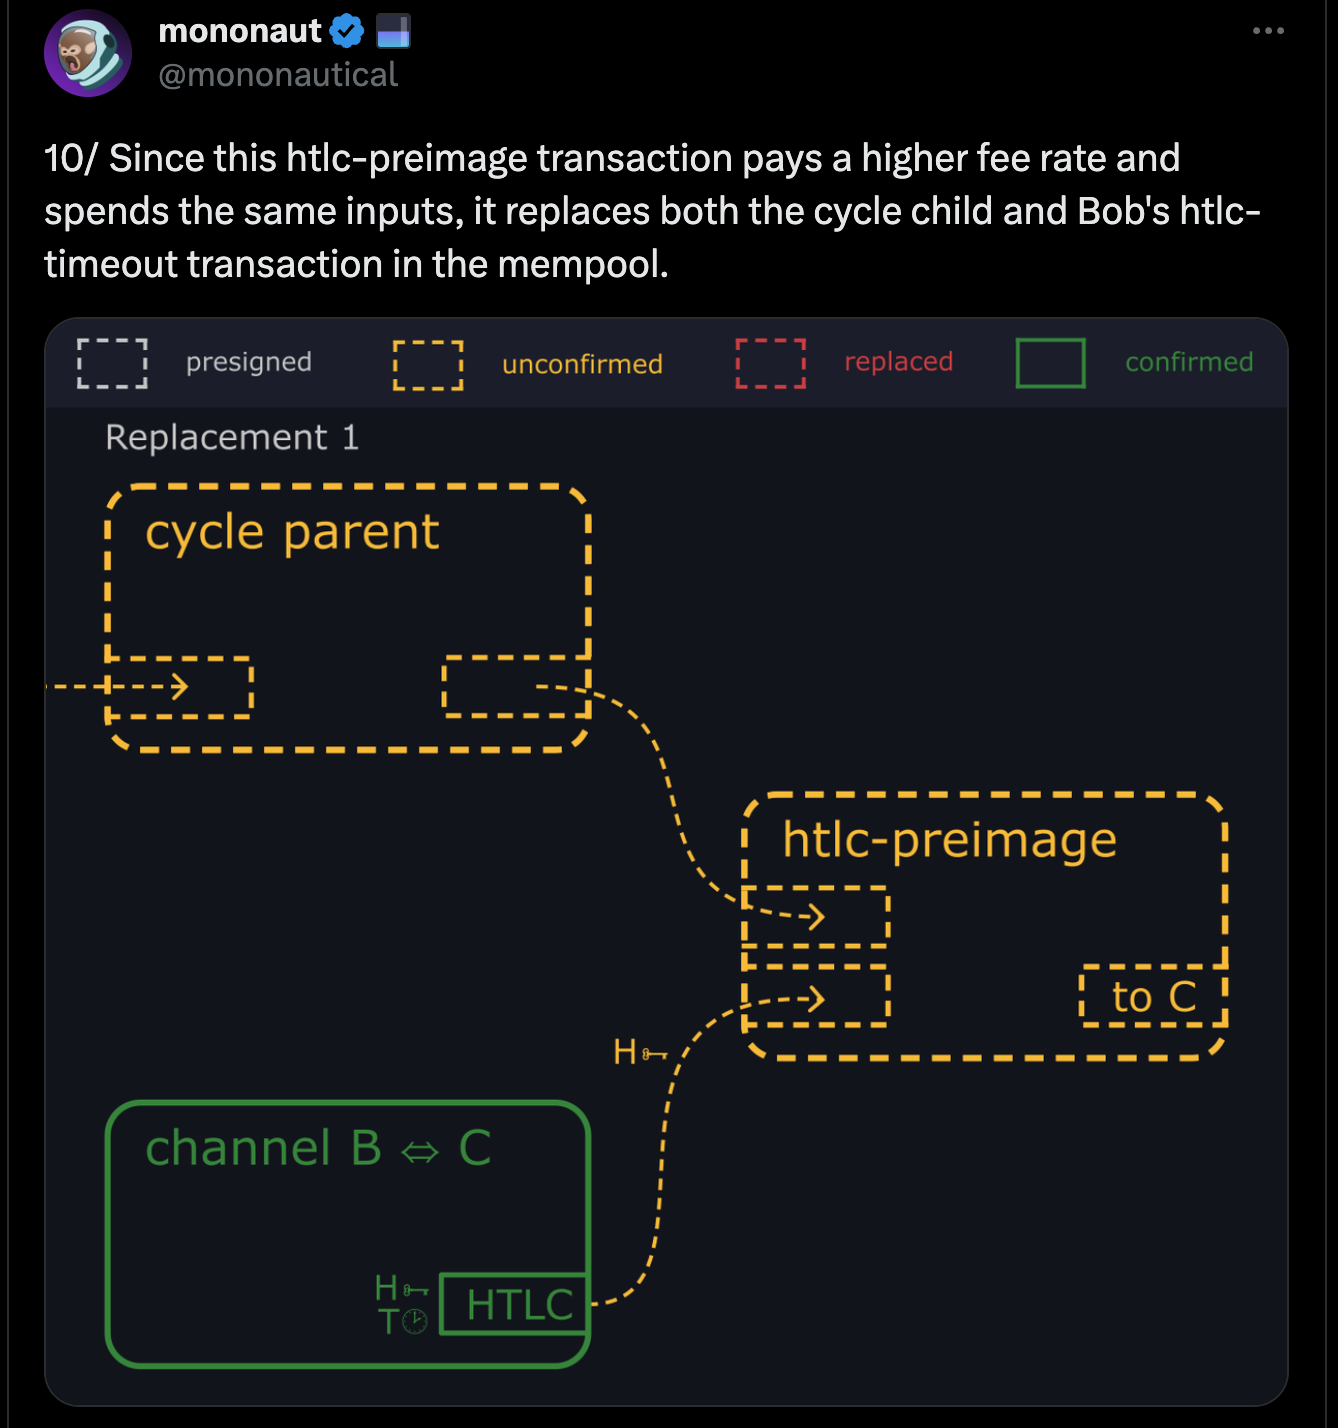 mononaut
@mononautical
10/ Since this htlc-preimage transaction pays a higher fee rate and
spends the same inputs, it replaces both the cycle child and Bob's htlc-
timeout transaction in the mempool.
presigned unconfirmed replaced confirmed
Replacement 1
cycle parent
htlc-preimage
to C
H
channel B ⇔ C
H
T
HTLC